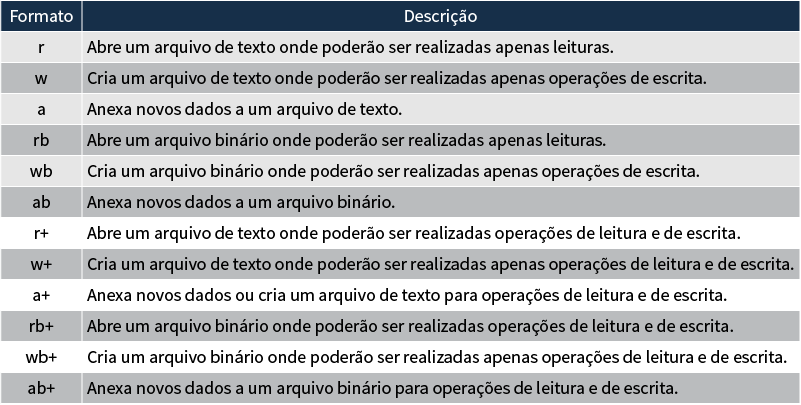 Formato Descrição
r Abre um arquivo de texto onde poderão ser realizadas apenas leituras.
w Cria um arquivo de texto onde poderão ser realizadas apenas operações de escrita.
a Anexa novos dados a um arquivo de texto.
rb Abre um arquivo binário onde poderão ser realizadas apenas leituras.
wb Cria um arquivo binário onde poderão ser realizadas apenas operações de escrita.
ab Anexa novos dados a um arquivo binário.
r+ Abre um arquivo de texto onde poderão ser realizadas operações de leitura e de escrita.
w+ Cria um arquivo de texto onde poderão ser realizadas apenas operações de leitura e de escrita.
a+ Anexa novos dados ou cria um arquivo de texto para operações de leitura e de escrita.
rb+ Abre um arquivo binário onde poderão ser realizadas operações de leitura e de escrita.
wb+ Cria um arquivo binário onde poderão ser realizadas apenas operações de leitura e de escrita.
ab+ Anexa novos dados a um arquivo binário para operações de leitura e de escrita.